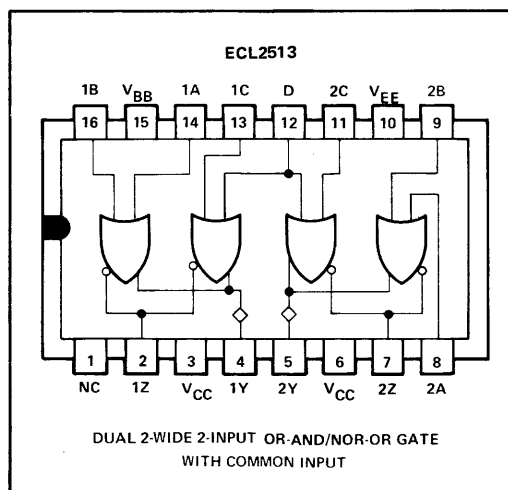 ECL2513
1B VBB 1A 1C D 2C VEE 2B
16 15 14 13 12 11 10 9
1 2 3 4 5 6 7 8
NC 1Z VCC 1Y 2Y VCC 2Z 2A
DUAL 2-WIDE 2-INPUT OR-AND/NOR-OR GATE
WITH COMMON INPUT